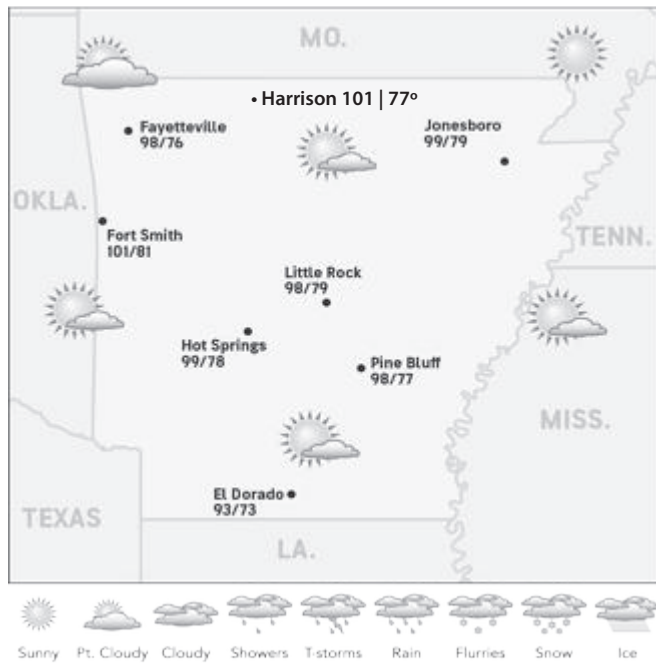 MO.
• Harrison 101 | 77º
Fayetteville
98/76
Jonesboro
99/79
OKLA.
Fort Smith
101/81
TENN.
Little Rock
98/79
Hot Springs
99/78
Pine Bluff
98/77
MISS.
El Dorado
93/73
TEXAS
LA.
Sunny Pt. Cloudy Cloudy Showers T-storms Rain Flurries Snow Ice